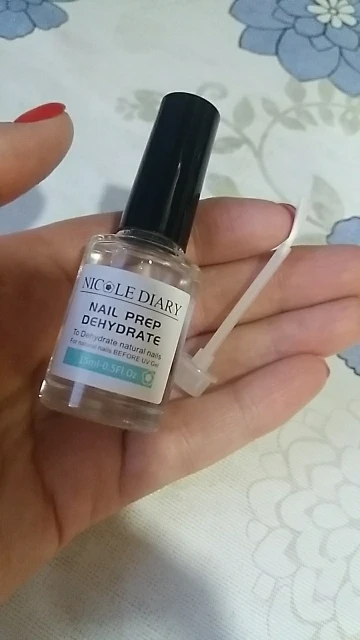 NICOLE DIARY
NAIL PREP
DEHYDRATE
To Dehydrate natural nails
For natural nails BEFORE UV Gel
15ml-0.5Fl Oz